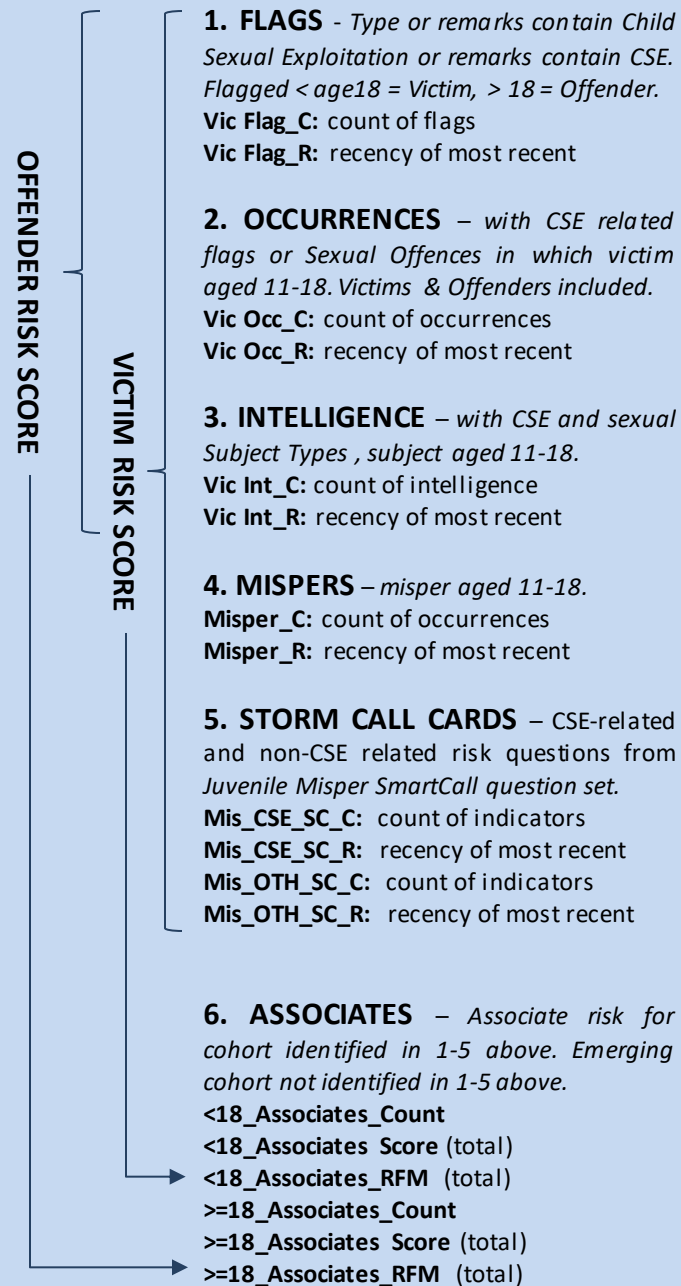 OFFENDER RISK SCORE
VICTIM RISK SCORE
1. FLAGS - Type or remarks contain Child
Sexual Exploitation or remarks contain CSE.
Flagged < age18 = Victim, > 18 = Offender.
Vic Flag_C: count of flags
Vic Flag_R: recency of most recent
2. OCCURRENCES – with CSE related
flags or Sexual Offences in which victim
aged 11-18. Victims & Offenders included.
Vic Occ_C: count of occurrences
Vic Occ_R: recency of most recent
3. INTELLIGENCE – with CSE and sexual
Subject Types , subject aged 11-18.
Vic Int_C: count of intelligence
Vic Int_R: recency of most recent
4. MISPERS – misper aged 11-18.
Misper_C: count of occurrences
Misper_R: recency of most recent
5. STORM CALL CARDS – CSE-related
and non-CSE related risk questions from
Juvenile Misper SmartCall question set.
Mis_CSE_SC_C: count of indicators
Mis_CSE_SC_R: recency of most recent
Mis_OTH_SC_C: count of indicators
Mis_OTH_SC_R: recency of most recent
6. ASSOCIATES – Associate risk for
cohort identified in 1-5 above. Emerging
cohort not identified in 1-5 above.
<18_Associates_Count
<18_Associates Score (total)
<18_Associates_RFM (total)
>=18_Associates_Count
>=18_Associates Score (total)
>=18_Associates_RFM (total)